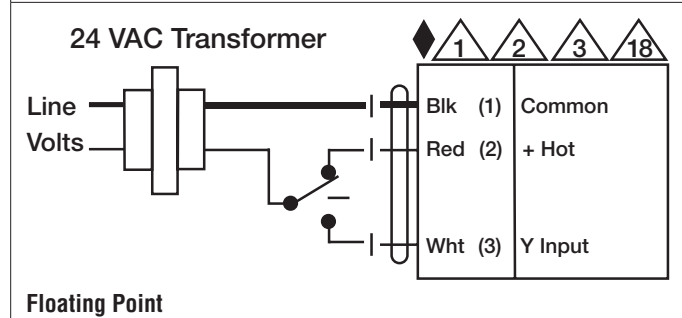 24 VAC Transformer
1 2 3 18
Line
Volts
Blk (1) Common
Red (2) + Hot
Wht (3) Y Input
Floating Point